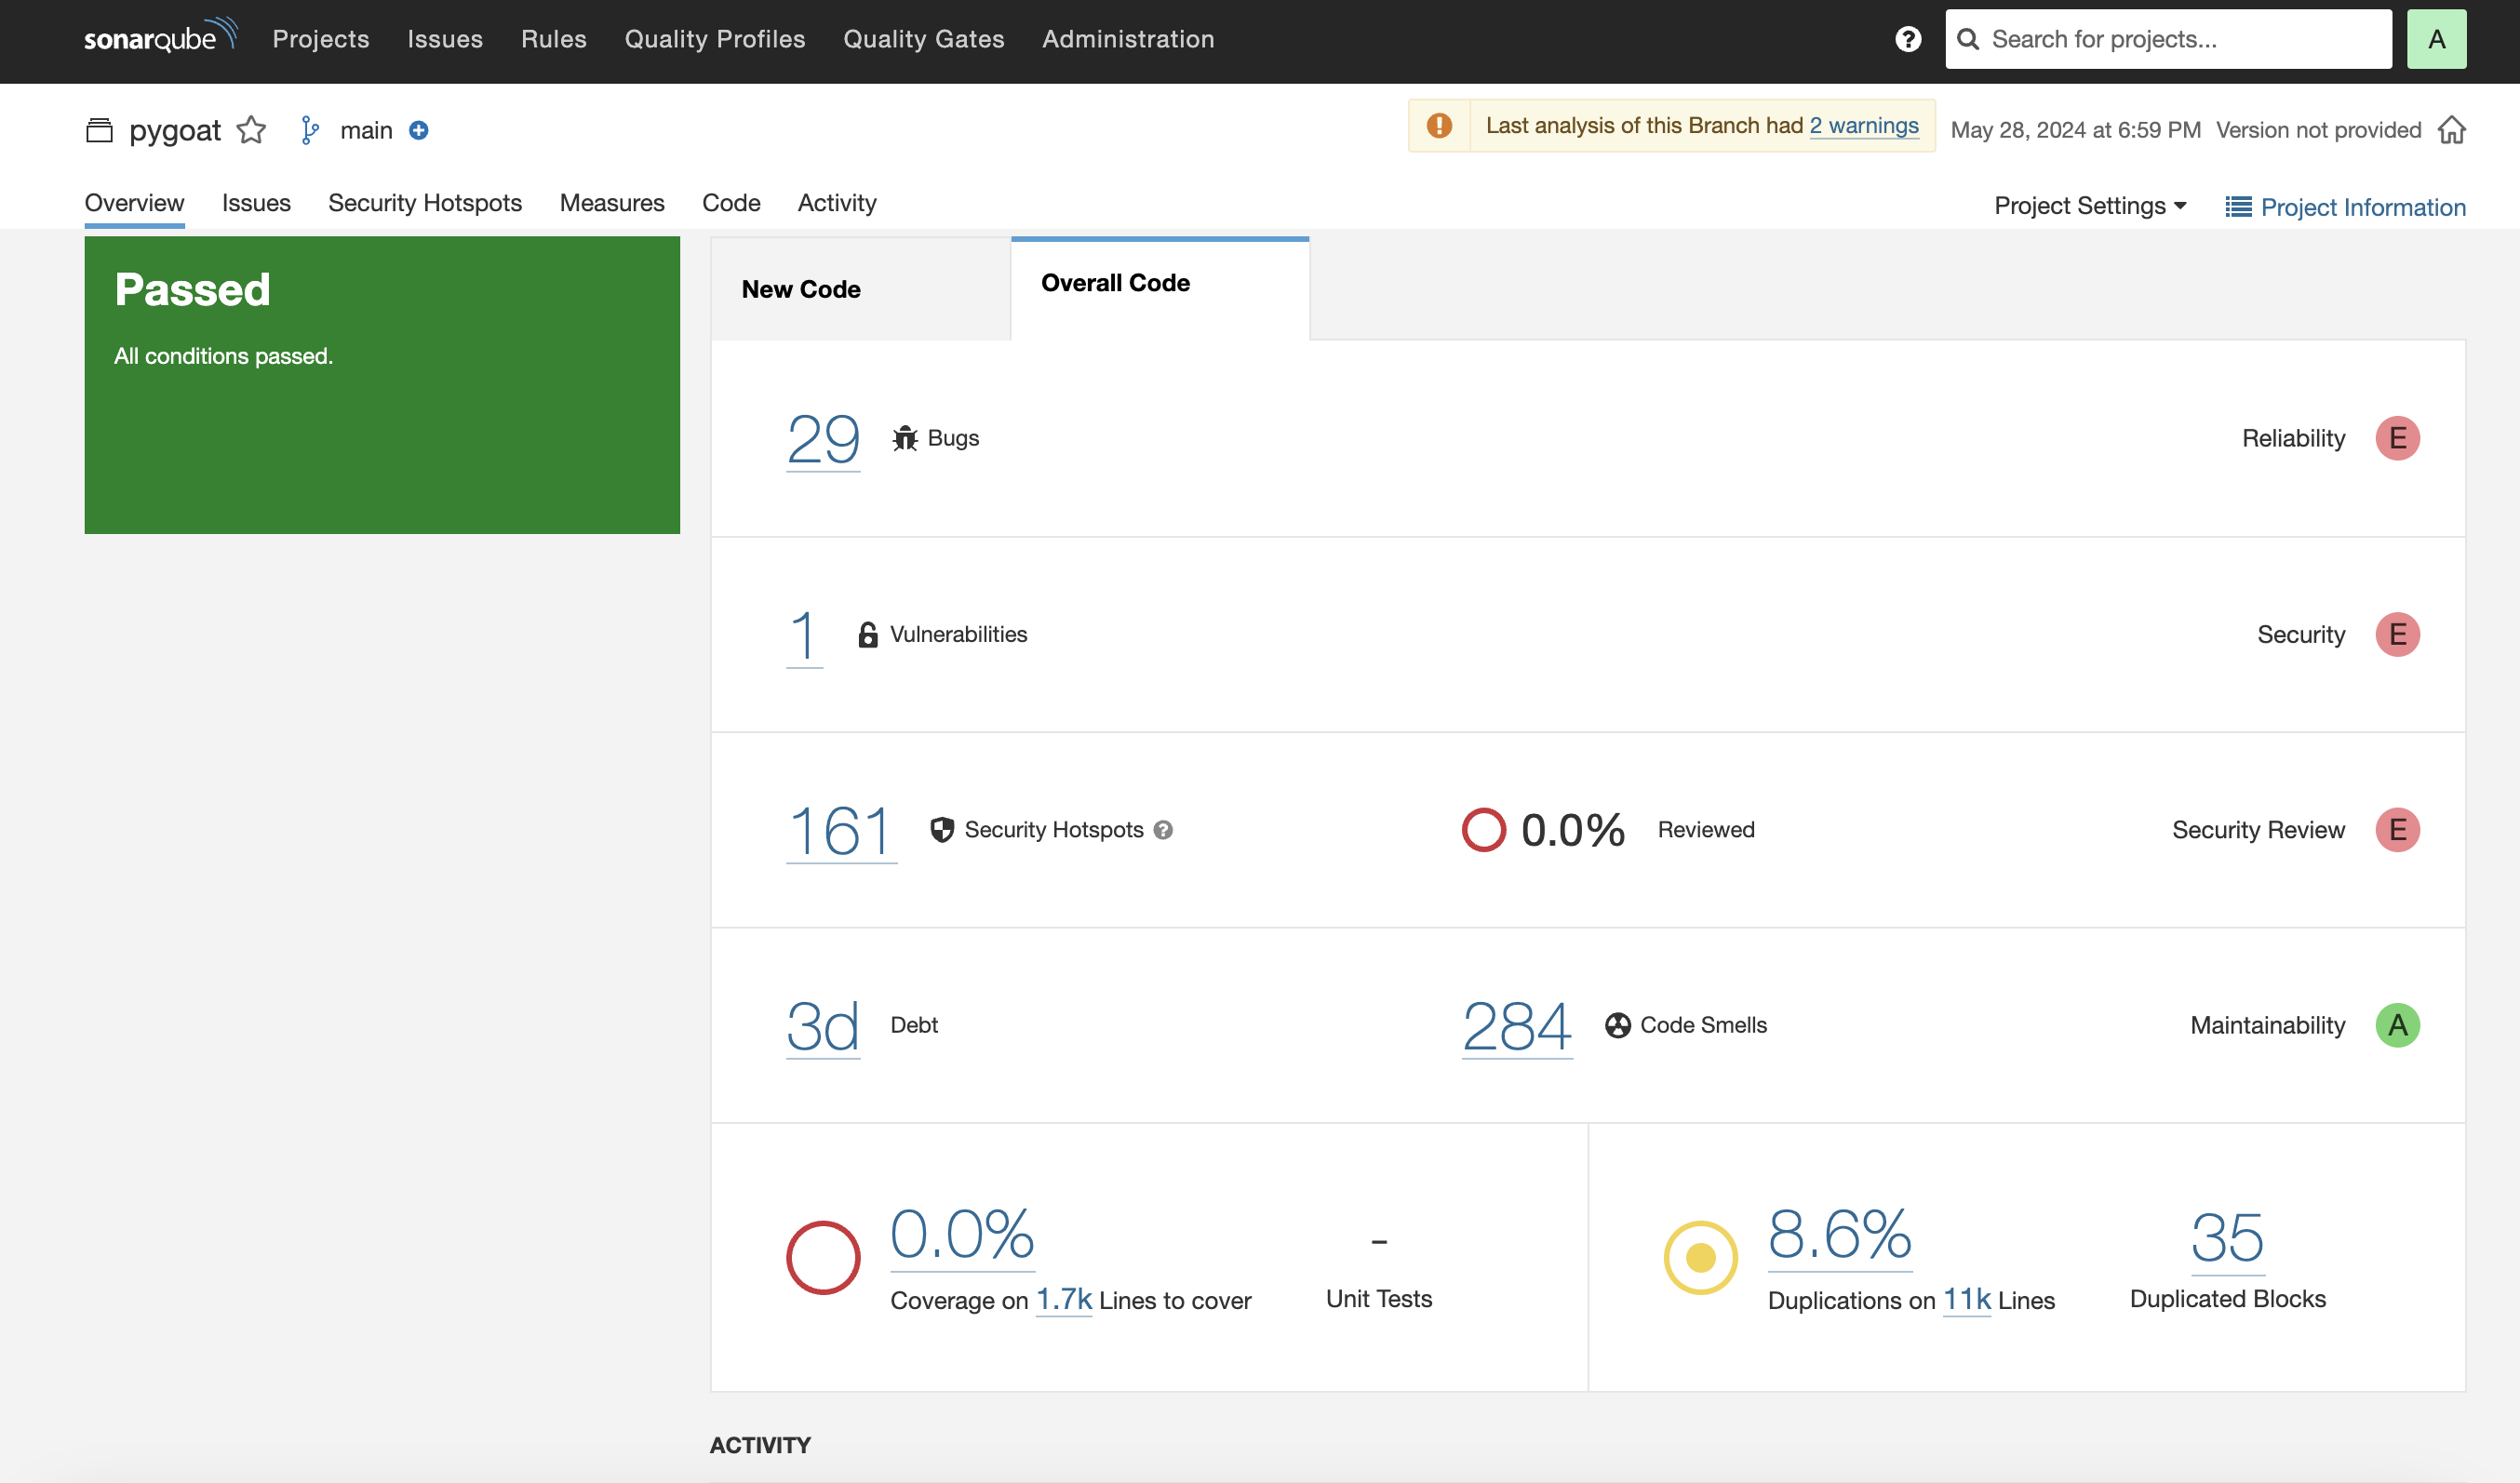 sonarqube Projects Issues Rules Quality Profiles Quality Gates Administration ? Search for projects... A
pygoat main Last analysis of this Branch had 2 warnings May 28, 2024 at 6:59 PM Version not provided
Overview Issues Security Hotspots Measures Code Activity Project Settings Project Information
Passed
All conditions passed.
New Code Overall Code
29 Bugs Reliability E
1 Vulnerabilities Security E
161 Security Hotspots ? 0.0% Reviewed Security Review E
3d Debt 284 Code Smells Maintainability A
0.0% – 8.6% 35
Coverage on 1.7k Lines to cover Unit Tests Duplications on 11k Lines Duplicated Blocks
ACTIVITY